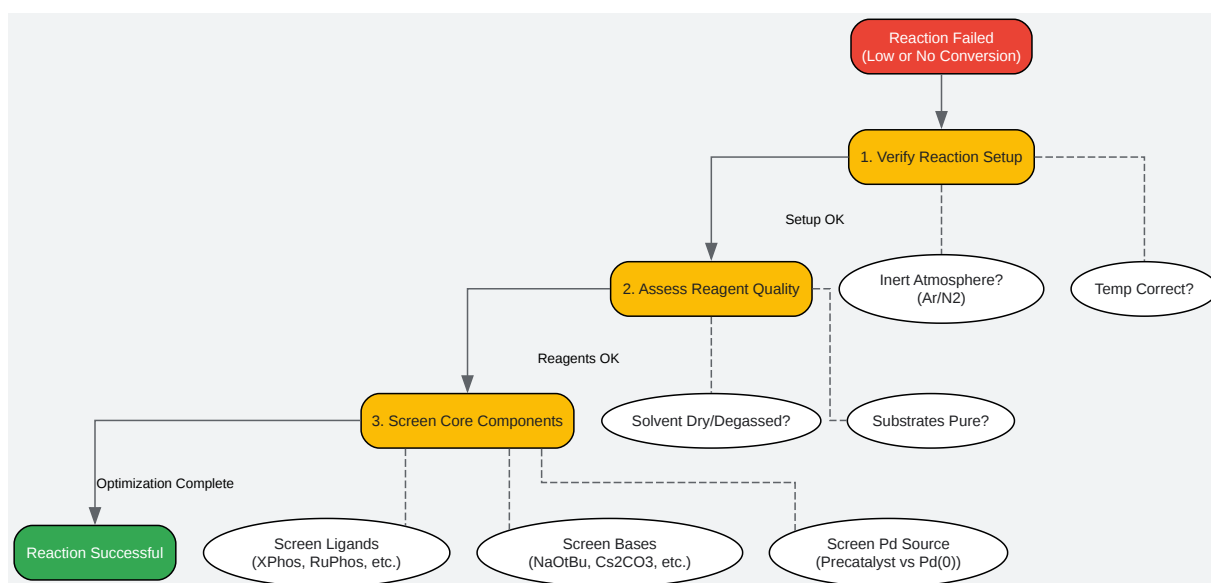 Reaction Failed
(Low or No Conversion)
1. Verify Reaction Setup
Setup OK
Inert Atmosphere?
(Ar/N2)
Temp Correct?
2. Assess Reagent Quality
Reagents OK
Solvent Dry/Degassed?
Substrates Pure?
3. Screen Core Components
Optimization Complete
Reaction Successful
Screen Ligands
(XPhos, RuPhos, etc.)
Screen Bases
(NaOtBu, Cs2CO3, etc.)
Screen Pd Source
(Precatalyst vs Pd(0))